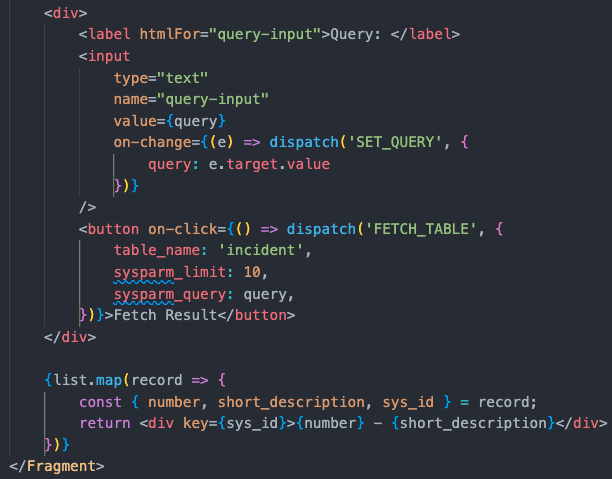 <div>
<label htmlFor="query-input">Query: </label>
<input
type="text"
name="query-input"
value={query}
on-change={(e) => dispatch('SET_QUERY', {
query: e.target.value
})}
/>
<button on-click={() => dispatch('FETCH_TABLE', {
table_name: 'incident',
sysparm_limit: 10,
sysparm_query: query,
})}>Fetch Result</button>
</div>
{list.map(record => {
const { number, short_description, sys_id } = record;
return <div key={sys_id}>{number} - {short_description}</div>
})}
</Fragment>